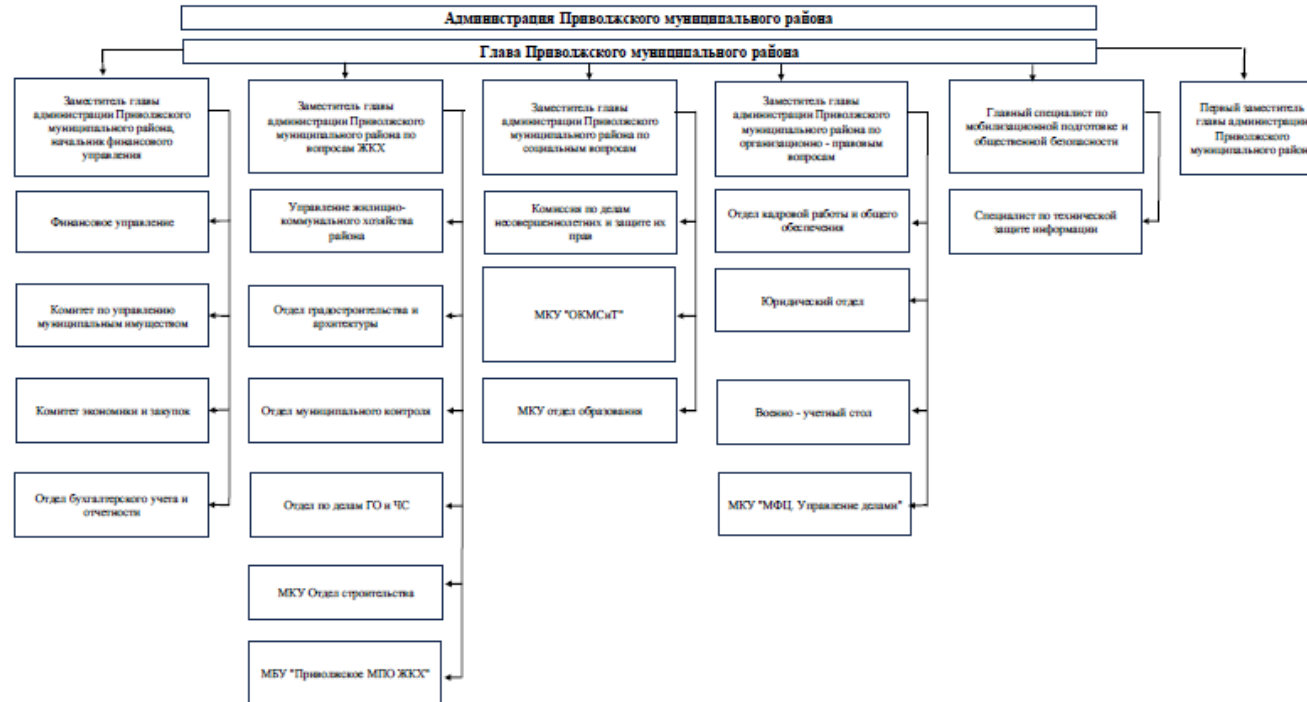 Администрация Приволжского муниципального района
Глава Приволжского муниципального района
Заместитель главы
администрации Приволжского
муниципального района,
начальник финансового
управления
Заместитель главы
администрации Приволжского
муниципального района по
вопросам ЖКХ
Заместитель главы
администрации Приволжского
муниципального района по
социальным вопросам
Заместитель главы
администрации Приволжского
муниципального района по
организационно - правовым
вопросам
Главный специалист по
мобилизационной подготовке и
общественной безопасности
Первый заместитель
главы администраци
Приволжского
муниципального район
Финансовое управление
Управление жилищно-
коммунального хозяйства
района
Комиссия по делам
несовершеннолетних и защите их
прав
Отдел кадровой работы и общего
обеспечения
Специалист по технической
защите информации
Комитет по управлению
муниципальным имуществом
Отдел градостроительства и
архитектуры
МКУ "ОКМСиТ"
Юридический отдел
Комитет экономики и закупок
Отдел муниципального контроля
МКУ отдел образования
Военно - учетный стол
Отдел бухгалтерского учета и
отчетности
Отдел по делам ГО и ЧС
МКУ "МФЦ. Управление делами"
МКУ Отдел строительства
МБУ "Приволжское МПО ЖКХ"